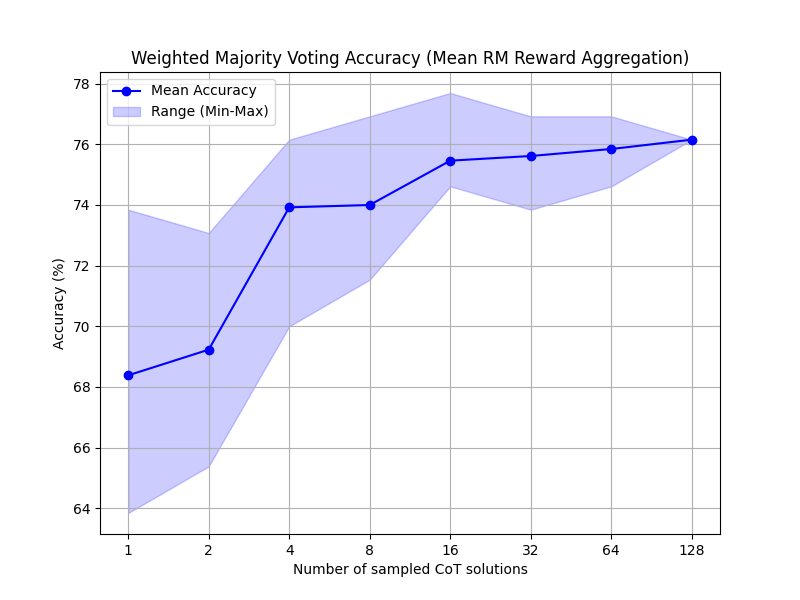 Weighted Majority Voting Accuracy (Mean RM Reward Aggregation)
Mean Accuracy
Range (Min-Max)
78
76
74
72
70
68
66
64
Accuracy (%)
1 2 4 8 16 32 64 128
Number of sampled CoT solutions